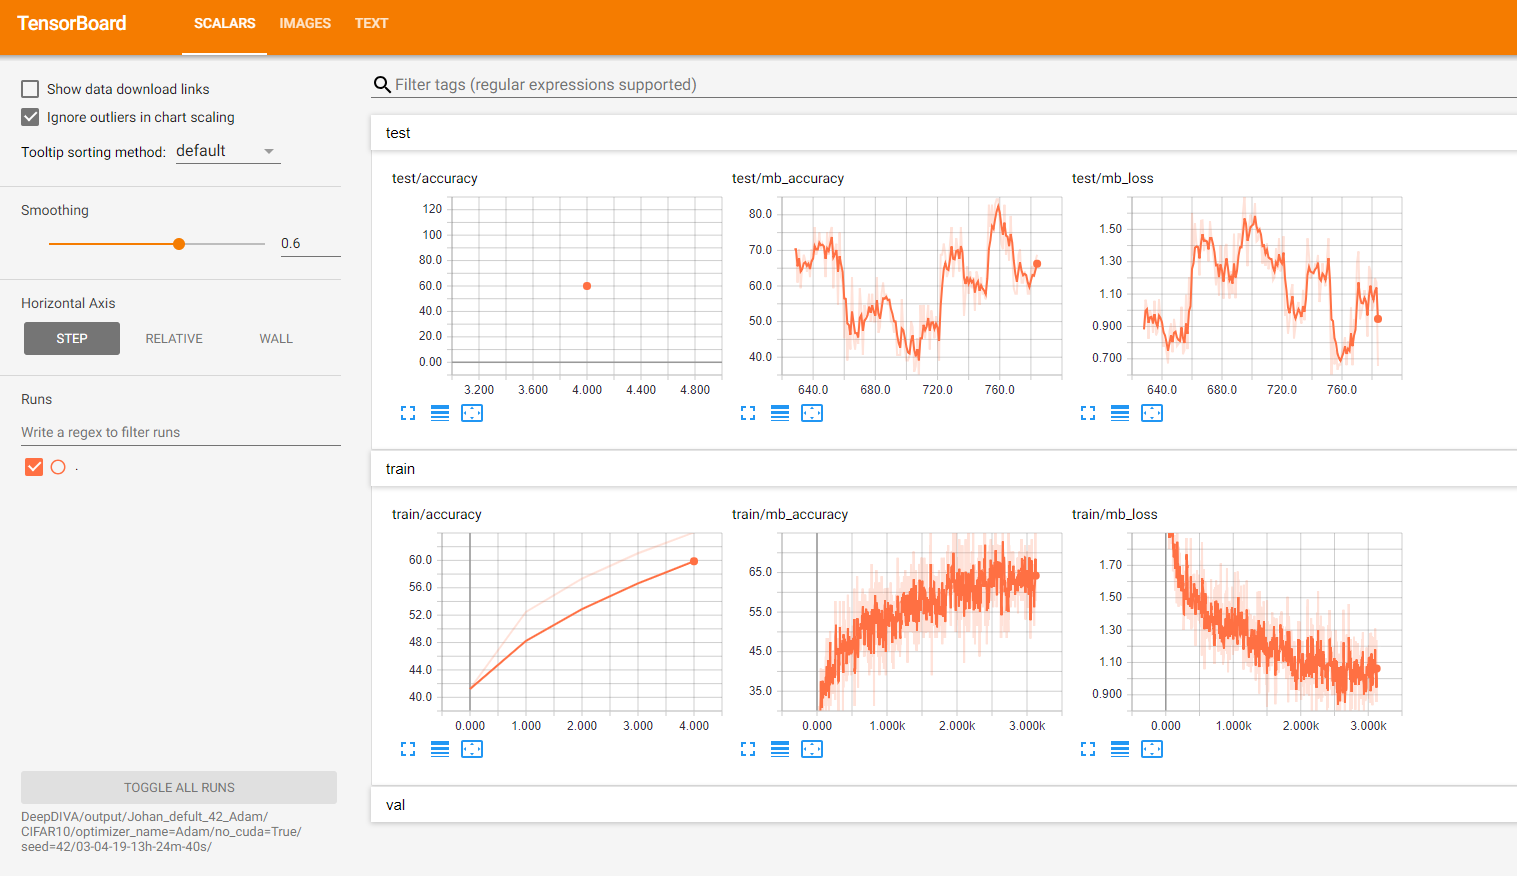 TensorBoard
SCALARS IMAGES TEXT
Show data download links
Ignore outliers in chart scaling
Tooltip sorting method: default
Smoothing
0.6
Horizontal Axis
STEP RELATIVE WALL
Runs
Write a regex to filter runs
.
TOGGLE ALL RUNS
DeepDIVA/output/Johan_defult_42_Adam/
CIFAR10/optimizer_name=Adam/no_cuda=True/
seed=42/03-04-19-13h-24m-40s/
Filter tags (regular expressions supported)
test
test/accuracy
120
100
80.0
60.0
40.0
20.0
0.00
3.200 3.600 4.000 4.400 4.800
test/mb_accuracy
80.0
70.0
60.0
50.0
40.0
640.0 680.0 720.0 760.0
test/mb_loss
1.50
1.30
1.10
0.900
0.700
640.0 680.0 720.0 760.0
train
train/accuracy
60.0
56.0
52.0
48.0
44.0
40.0
0.000 1.000 2.000 3.000 4.000
train/mb_accuracy
65.0
55.0
45.0
35.0
0.000 1.000k 2.000k 3.000k
train/mb_loss
1.70
1.50
1.30
1.10
0.900
0.000 1.000k 2.000k 3.000k
val